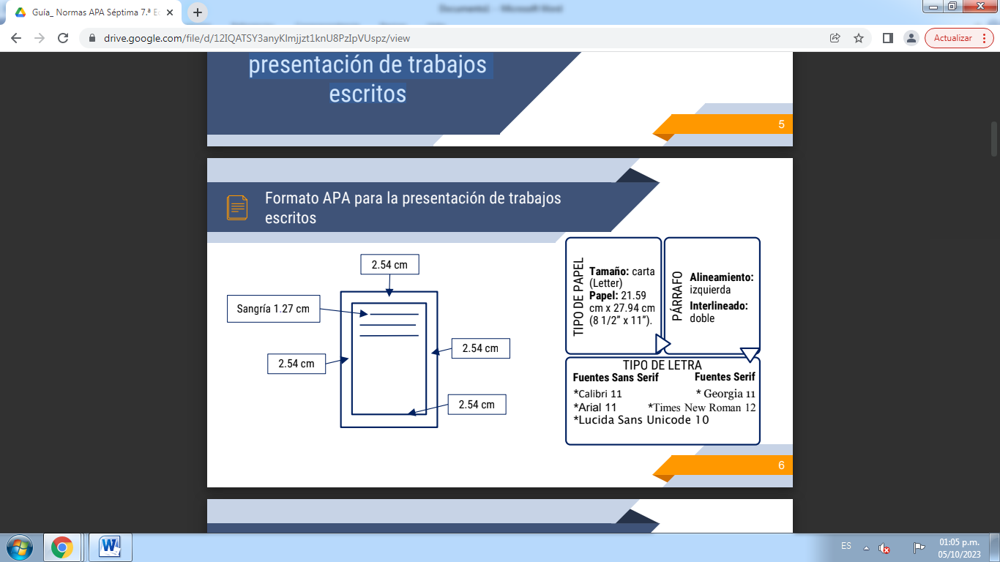 Guía_ Normas APA Séptima 7.ª Ed
Documento1 - Microsoft Word
drive.google.com/file/d/12IQATSY3anyKlmjjzt1knU8PzIpVUspz/view
Actualizar
presentación de trabajos
escritos
5
Formato APA para la presentación de trabajos
escritos
2.54 cm
Sangría 1.27 cm
2.54 cm
2.54 cm
2.54 cm
TIPO DE PAPEL
Tamaño: carta
(Letter)
Papel: 21.59
cm x 27.94 cm
(8 1/2” x 11”).
PÁRRAFO
Alineamiento:
izquierda
Interlineado:
doble
TIPO DE LETRA
Fuentes Sans Serif
Fuentes Serif
*Calibri 11
* Georgia 11
*Arial 11
*Times New Roman 12
*Lucida Sans Unicode 10
6
ES
01:05 p.m.
05/10/2023